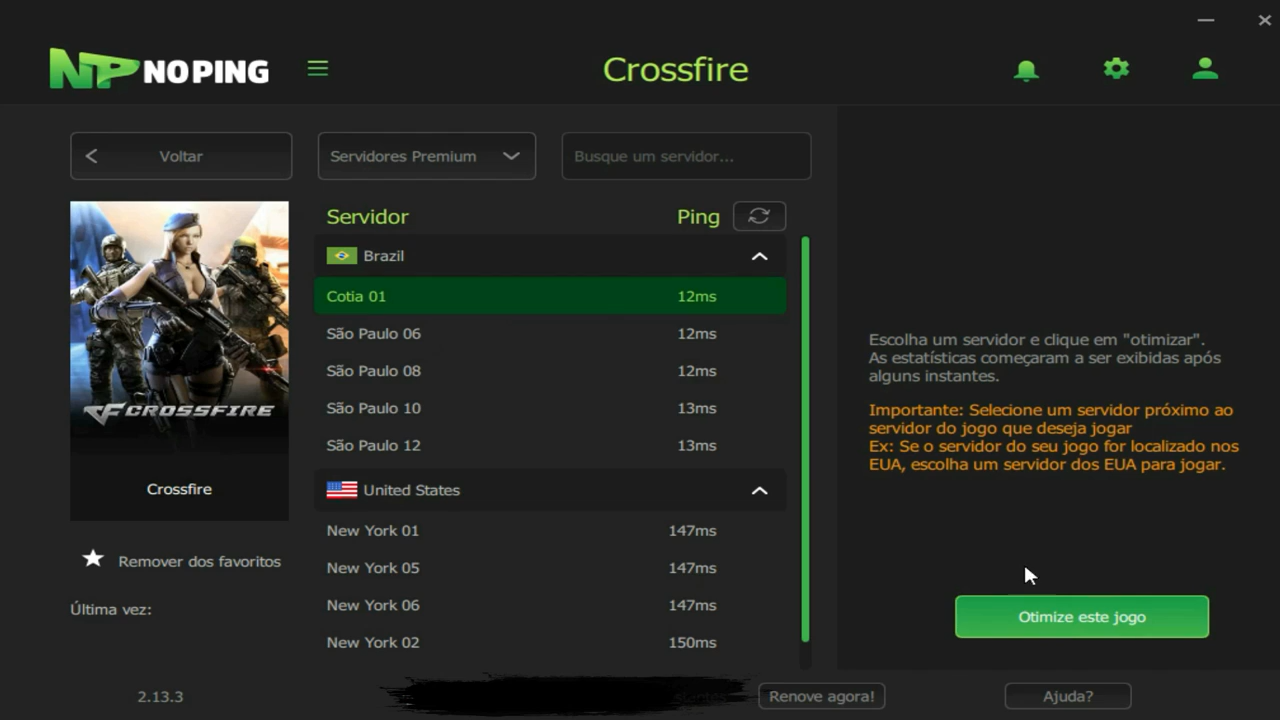 NP NOPING
Crossfire
Voltar
Servidores Premium
Busque um servidor...
CROSSFIRE
Crossfire
Remover dos favoritos
Última vez:
Servidor Ping
Brazil
Cotia 01 12ms
São Paulo 06 12ms
São Paulo 08 12ms
São Paulo 10 13ms
São Paulo 12 13ms
United States
New York 01 147ms
New York 05 147ms
New York 06 147ms
New York 02 150ms
Escolha um servidor e clique em "otimizar".
As estatísticas começaram a ser exibidas após
alguns instantes.
Importante: Selecione um servidor próximo ao
servidor do jogo que deseja jogar
Ex: Se o servidor do seu jogo for localizado nos
EUA, escolha um servidor dos EUA para jogar.
Otimize este jogo
2.13.3
Renove agora!
Ajuda?